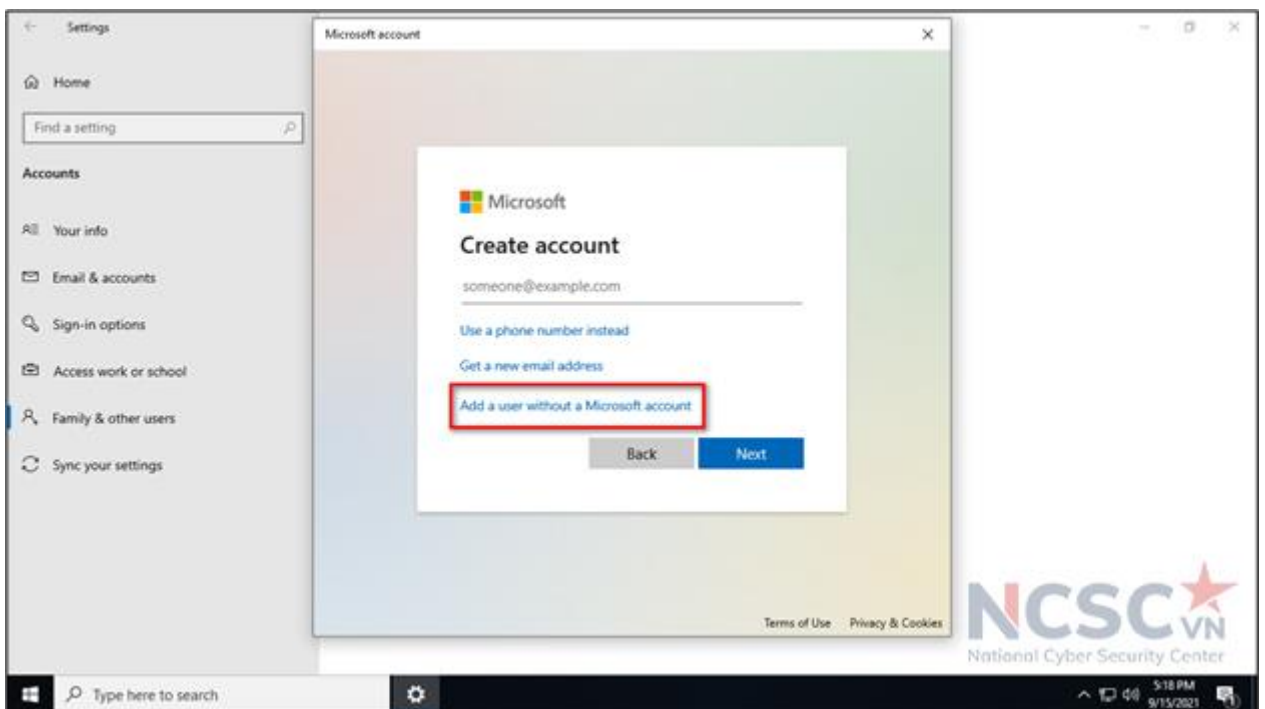 Settings
Home
Find a setting
Accounts
Your info
Email & accounts
Sign-in options
Access work or school
Family & other users
Sync your settings
Microsoft account
Microsoft
Create account
someone@example.com
Use a phone number instead
Get a new email address
Add a user without a Microsoft account
Back Next
Terms of Use Privacy & Cookies
NCSC VN
National Cyber Security Center
Type here to search
5:18 PM
9/15/2021